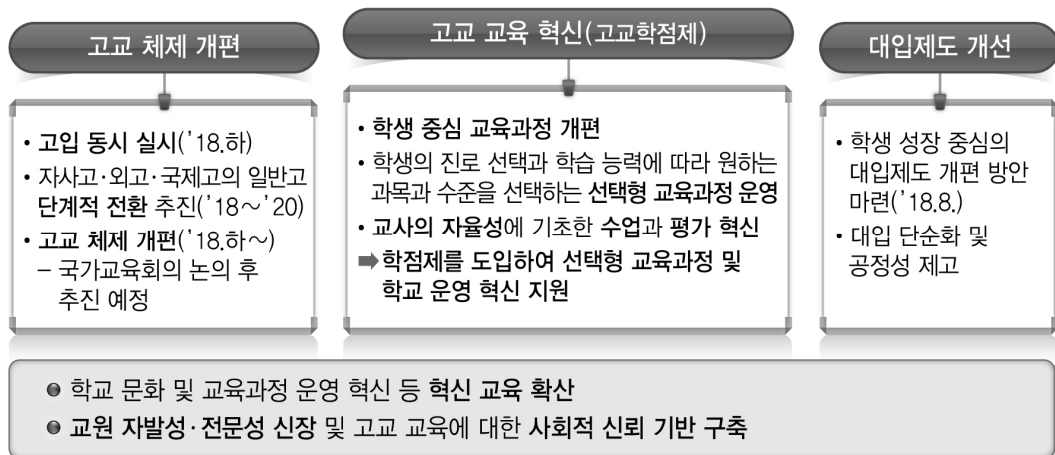 고교 체제 개편
• 고입 동시 실시(’18.하)
• 자사고·외고·국제고의 일반고
단계적 전환 추진(’18~’20)
• 고교 체제 개편(’18.하~)
– 국가교육회의 논의 후
추진 예정
고교 교육 혁신(고교학점제)
• 학생 중심 교육과정 개편
• 학생의 진로 선택과 학습 능력에 따라 원하는
과목과 수준을 선택하는 선택형 교육과정 운영
• 교사의 자율성에 기초한 수업과 평가 혁신
➡학점제를 도입하여 선택형 교육과정 및
학교 운영 혁신 지원
대입제도 개선
• 학생 성장 중심의
대입제도 개편 방안
마련(’18.8.)
• 대입 단순화 및
공정성 제고
● 학교 문화 및 교육과정 운영 혁신 등 혁신 교육 확산
● 교원 자발성·전문성 신장 및 고교 교육에 대한 사회적 신뢰 기반 구축